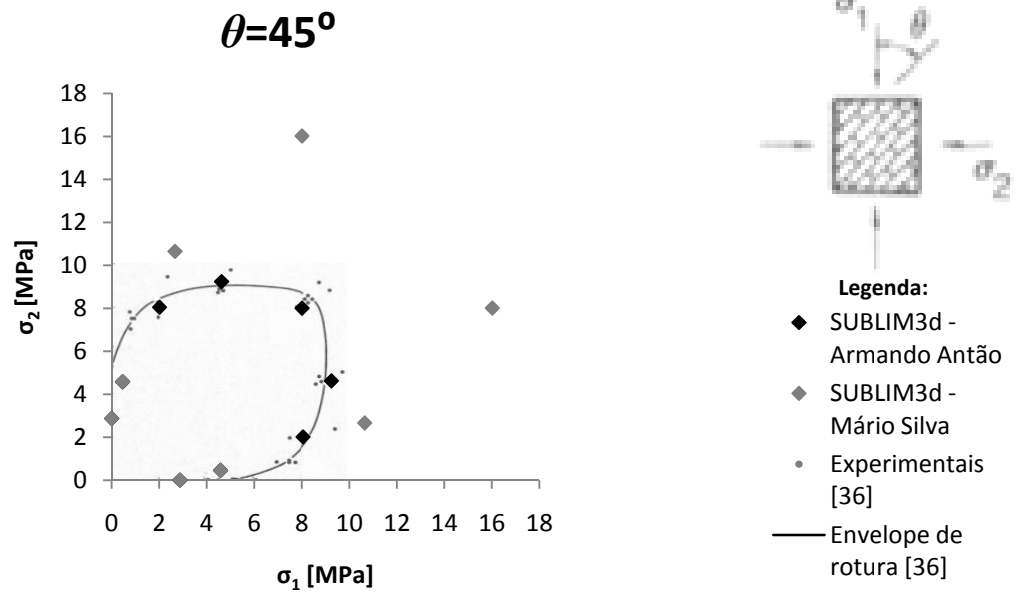 θ=45º
18
16
14
12
10
8
6
4
2
0
σ2 [MPa]
0 2 4 6 8 10 12 14 16 18
σ1 [MPa]
σ1
θ
σ2
Legenda:
SUBLIM3d -
Armando Antão
SUBLIM3d -
Mário Silva
Experimentais
[36]
Envelope de
rotura [36]